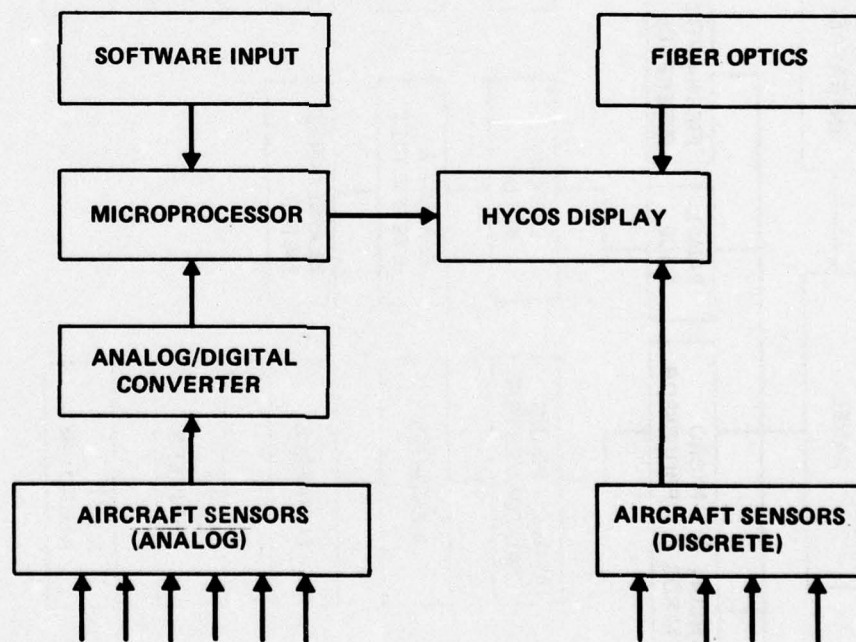 SOFTWARE INPUT
FIBER OPTICS
MICROPROCESSOR
HYCOS DISPLAY
ANALOG/DIGITAL
CONVERTER
AIRCRAFT SENSORS
(ANALOG)
AIRCRAFT SENSORS
(DISCRETE)